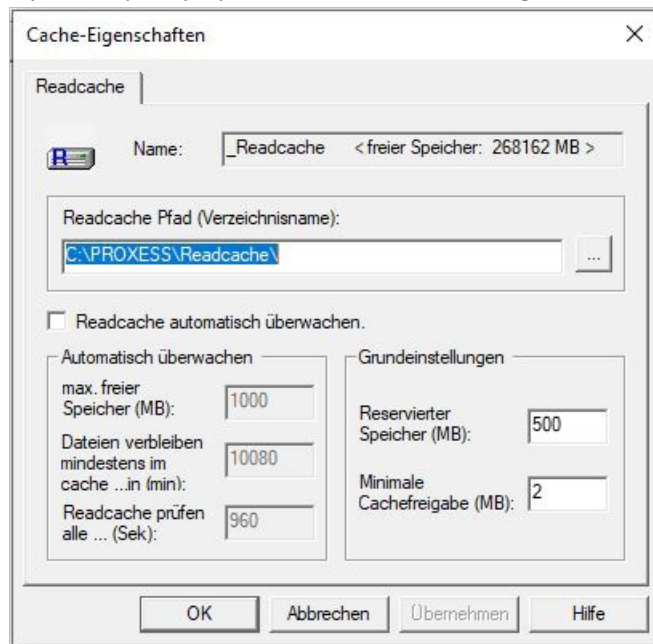 Cache-Eigenschaften
Readcache
Name: _Readcache < freier Speicher: 268162 MB >
Readcache Pfad (Verzeichnisname):
C:\PROXESS\Readcache\
...
Readcache automatisch überwachen.
Automatisch überwachen
max. freier
Speicher (MB): 1000
Dateien verbleiben
mindestens im
cache ...in (min): 10080
Readcache prüfen
alle ... (Sek): 960
Grundeinstellungen
Reservierter
Speicher (MB): 500
Minimale
Cachefreigabe (MB): 2
OK Abbrechen Übernehmen Hilfe